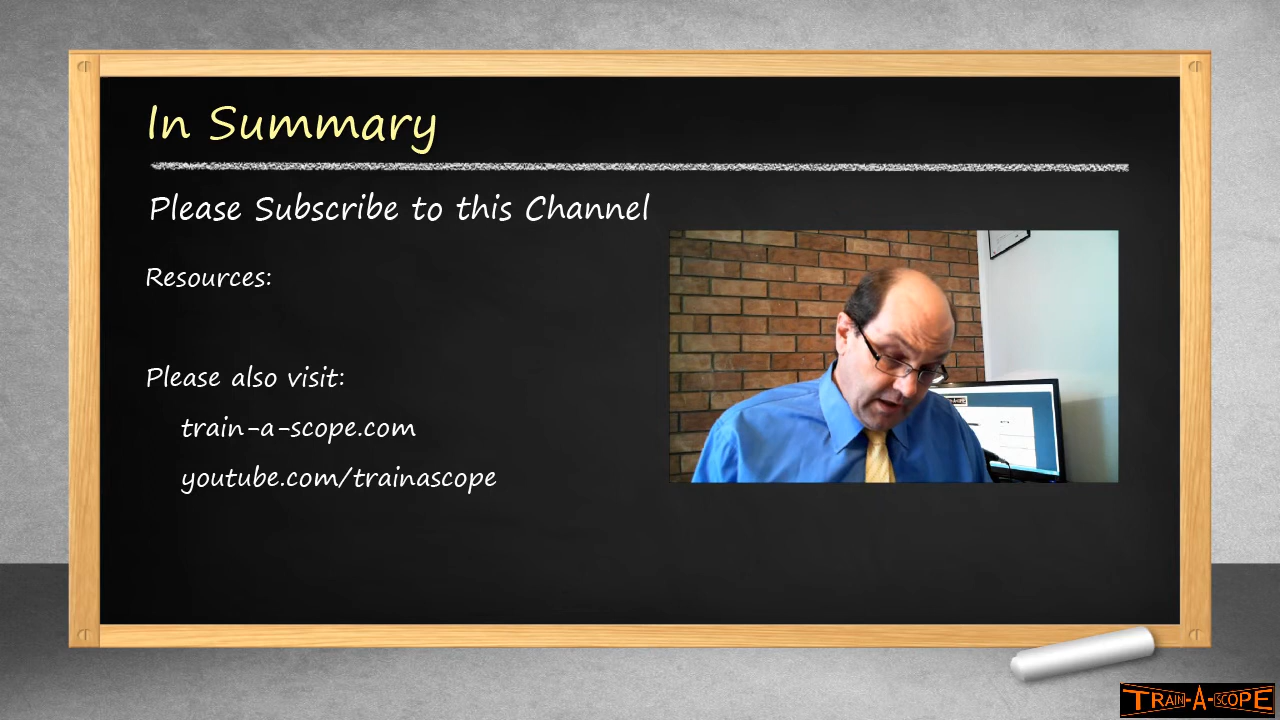 In Summary
Please Subscribe to this Channel
Resources:
Please also visit:
train-a-scope.com
youtube.com/trainascope
TRAIN-A-SCOPE